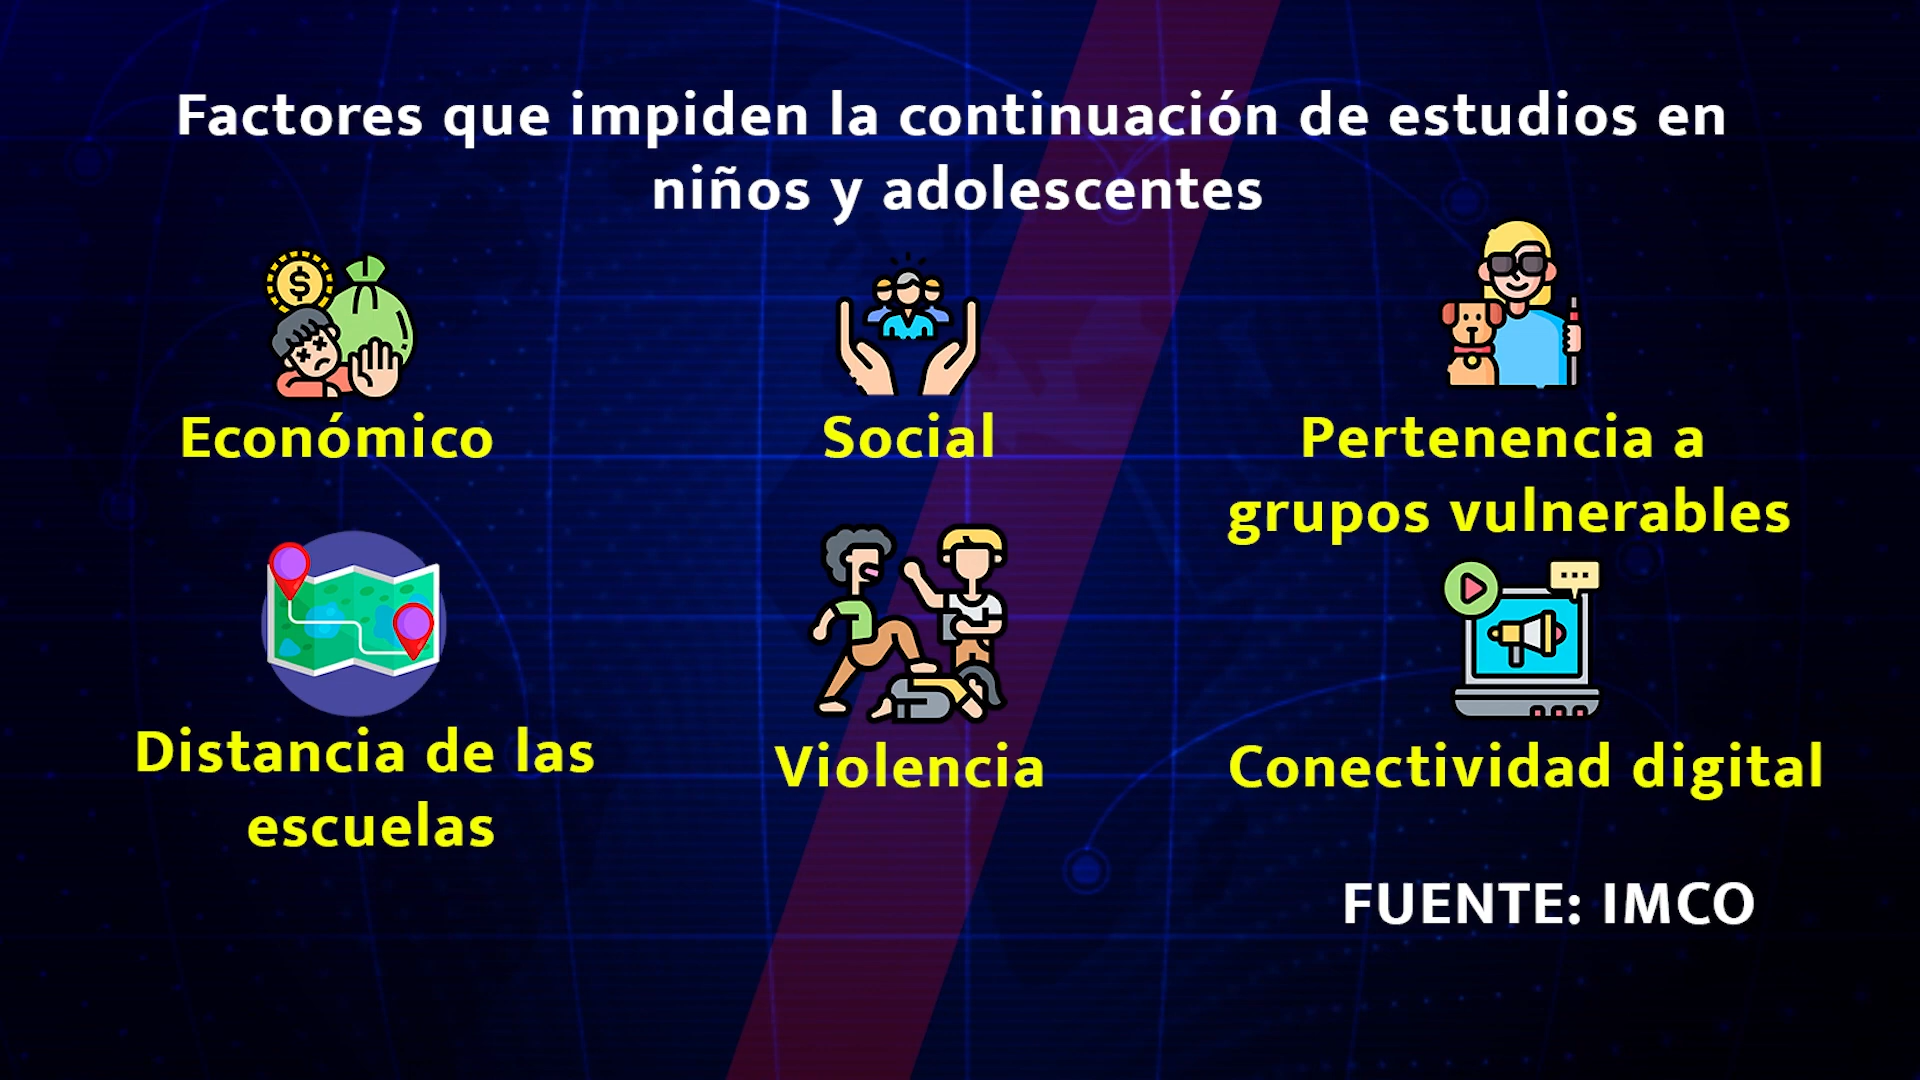 Factores que impiden la continuación de estudios en
niños y adolescentes
Económico
Social
Pertenencia a
grupos vulnerables
Distancia de las
escuelas
Violencia
Conectividad digital
FUENTE: IMCO